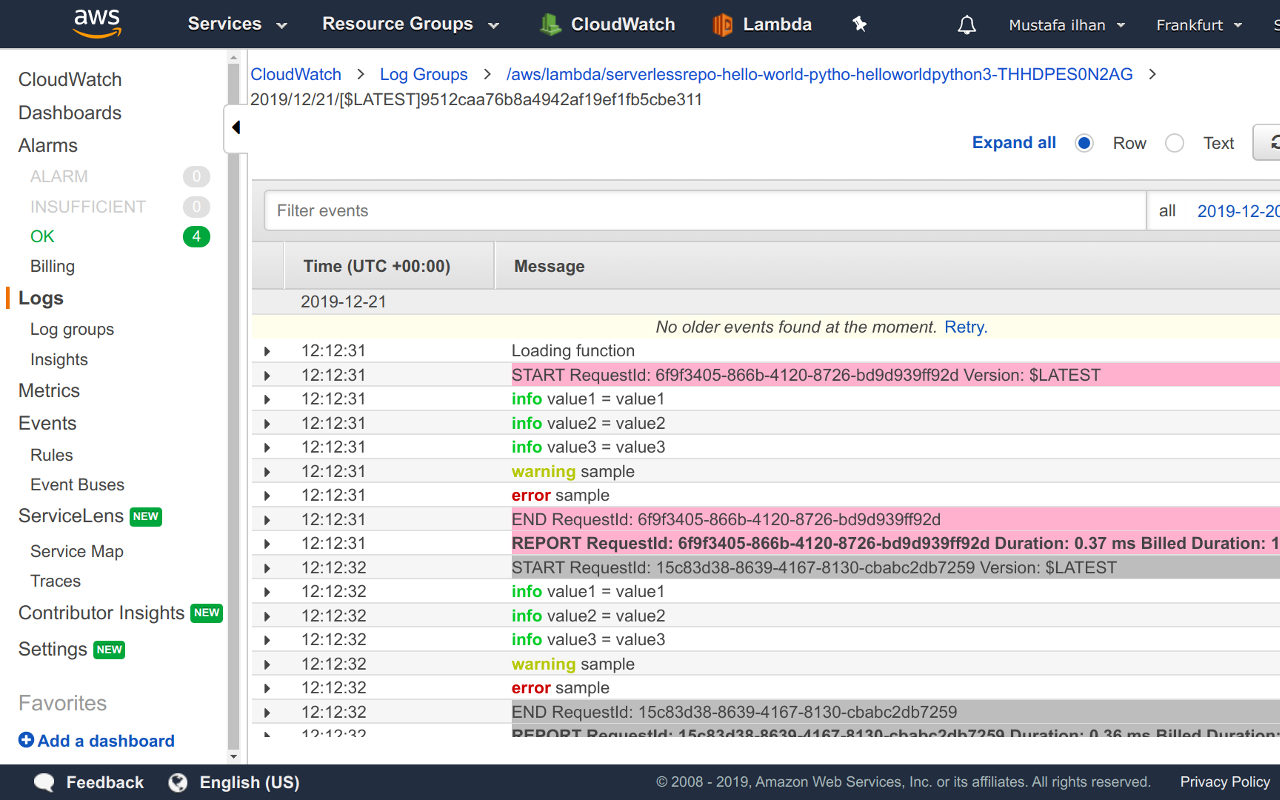 aws Services Resource Groups CloudWatch Lambda Mustafa ilhan Frankfurt S
CloudWatch
Dashboards
Alarms
ALARM 0
INSUFFICIENT 0
OK 4
Billing
Logs
Log groups
Insights
Metrics
Events
Rules
Event Buses
ServiceLens NEW
Service Map
Traces
Contributor Insights NEW
Settings NEW
Favorites
Add a dashboard
CloudWatch > Log Groups > /aws/lambda/serverlessrepo-hello-world-pytho-helloworldpython3-THHDPES0N2AG >
2019/12/21/[$LATEST]9512caa76b8a4942af19ef1fb5cbe311
Expand all Row Text
Filter events all 2019-12-20
Time (UTC +00:00) Message
2019-12-21
No older events found at the moment. Retry.
12:12:31 Loading function
12:12:31 START RequestId: 6f9f3405-866b-4120-8726-bd9d939ff92d Version: $LATEST
12:12:31 info value1 = value1
12:12:31 info value2 = value2
12:12:31 info value3 = value3
12:12:31 warning sample
12:12:31 error sample
12:12:31 END RequestId: 6f9f3405-866b-4120-8726-bd9d939ff92d
12:12:31 REPORT RequestId: 6f9f3405-866b-4120-8726-bd9d939ff92d Duration: 0.37 ms Billed Duration: 1
12:12:32 START RequestId: 15c83d38-8639-4167-8130-cbabc2db7259 Version: $LATEST
12:12:32 info value1 = value1
12:12:32 info value2 = value2
12:12:32 info value3 = value3
12:12:32 warning sample
12:12:32 error sample
12:12:32 END RequestId: 15c83d38-8639-4167-8130-cbabc2db7259
12:12:32 REPORT RequestId: 15c83d38-8639-4167-8130-cbabc2db7259 Duration: 0.36 ms Billed Duration:
Feedback English (US) © 2008 - 2019, Amazon Web Services, Inc. or its affiliates. All rights reserved. Privacy Policy